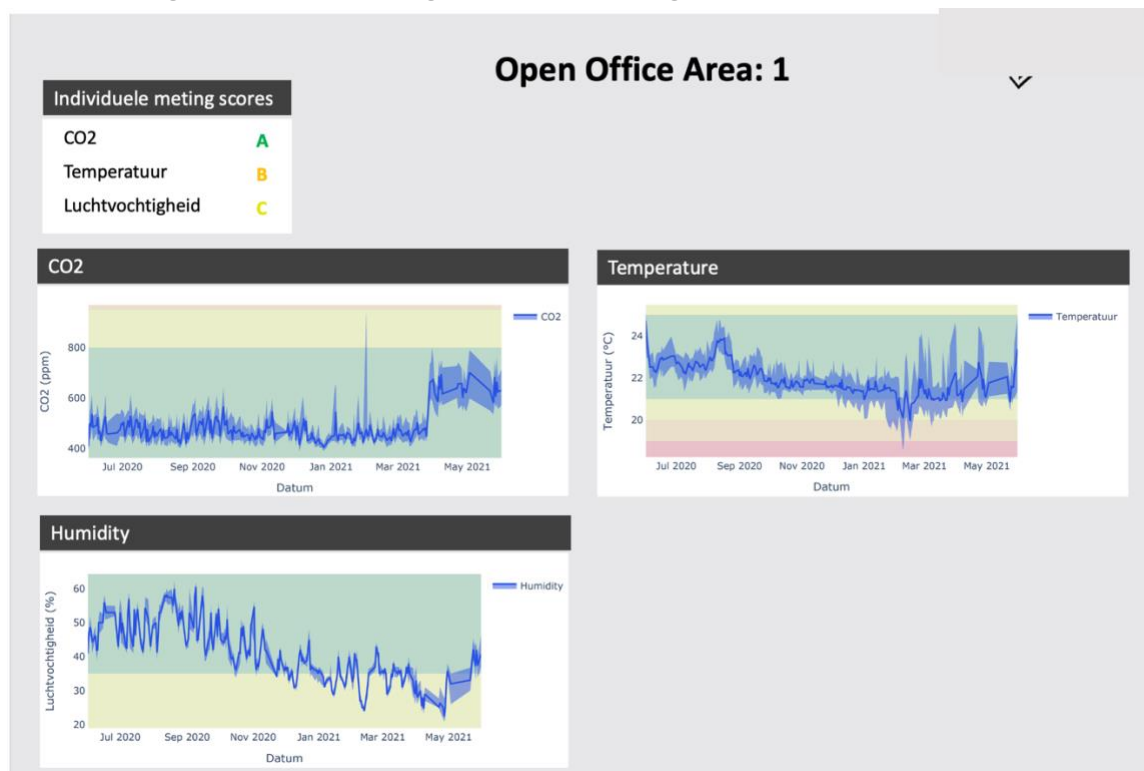 Open Office Area: 1
Individuele meting scores
CO2 A
Temperatuur B
Luchtvochtigheid C
CO2
CO2 (ppm)
800
600
400
Jul 2020 Sep 2020 Nov 2020 Jan 2021 Mar 2021 May 2021
Datum
CO2
Temperature
Temperatuur (°C)
24
22
20
Jul 2020 Sep 2020 Nov 2020 Jan 2021 Mar 2021 May 2021
Datum
Temperatuur
Humidity
Luchtvochtigheid (%)
60
50
40
30
20
Jul 2020 Sep 2020 Nov 2020 Jan 2021 Mar 2021 May 2021
Datum
Humidity